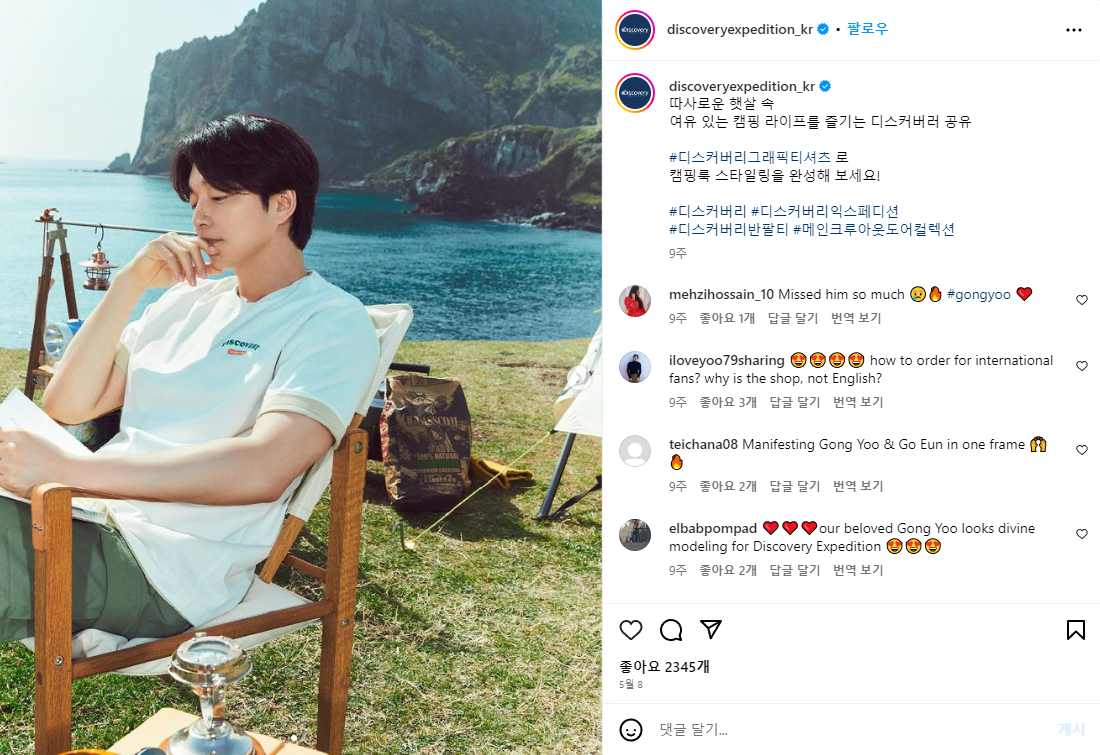 discoveryexpedition_kr • 팔로우
discoveryexpedition_kr
따사로운 햇살 속
여유 있는 캠핑 라이프를 즐기는 디스커버러 공유
#디스커버리그래픽티셔츠 로
캠핑룩 스타일링을 완성해 보세요!
#디스커버리 #디스커버리익스페디션
#디스커버리반팔티 #메인크루아웃도어컬렉션
9주
mehzihossain_10 Missed him so much 😢🔥 #gongyoo ❤️
9주 좋아요 1개 답글 달기 번역 보기
iloveyoo79sharing 😍😍😍😍 how to order for international
fans? why is the shop, not English?
9주 좋아요 3개 답글 달기 번역 보기
teichana08 Manifesting Gong Yoo & Go Eun in one frame 🙌
🔥
9주 좋아요 2개 답글 달기 번역 보기
elbabpompad ❤️❤️❤️our beloved Gong Yoo looks divine
modeling for Discovery Expedition 😍😍😍
9주 좋아요 2개 답글 달기 번역 보기
좋아요 2345개
5월 8
댓글 달기...
게시
Discovery
Discovery
DISCOVERY
100% NATURAL